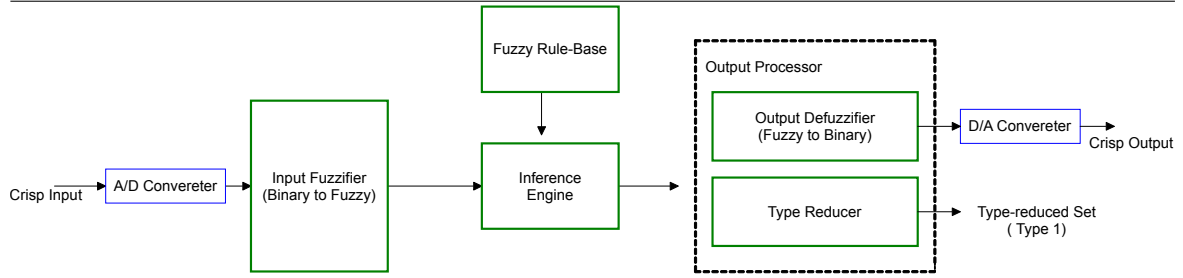 Fuzzy Rule-Base
Output Processor
Output Defuzzifier
(Fuzzy to Binary)
D/A Convereter
Crisp Output
Crisp Input
A/D Convereter
Input Fuzzifier
(Binary to Fuzzy)
Inference
Engine
Type Reducer
Type-reduced Set
( Type 1)